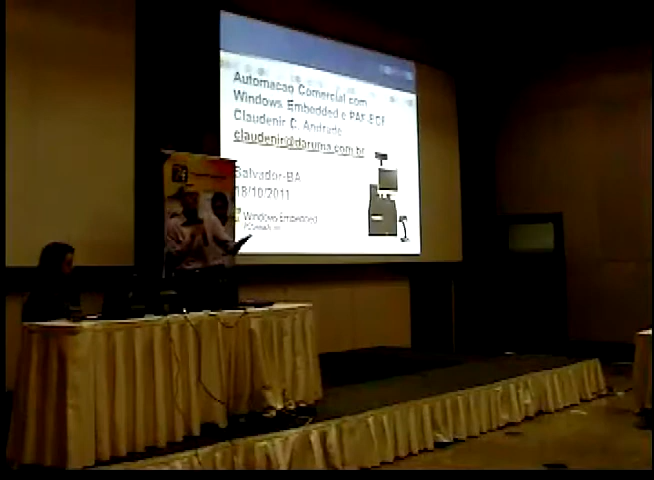 Automacao Comercial com
Windows Embedded e PAF-ECF
Claudenir C. Andrade
claudenir@daruma.com.br
Salvador-BA
18/10/2011
Windows Embedded